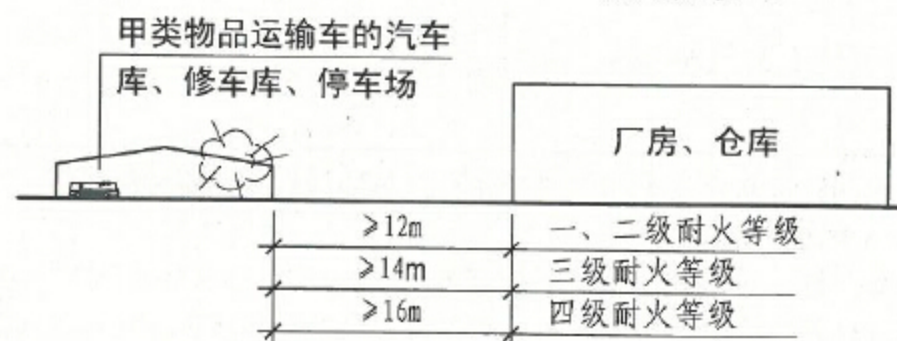 甲类物品运输车的汽车
库、修车库、停车场
厂房、仓库
≥12m 一、二级耐火等级
≥14m 三级耐火等级
≥16m 四级耐火等级